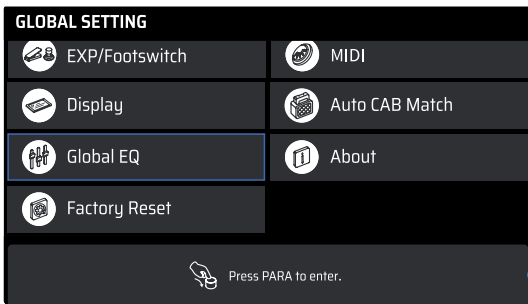 GLOBAL SETTING
EXP/Footswitch
MIDI
Display
Auto CAB Match
Global EQ
About
Factory Reset
Press PARA to enter.